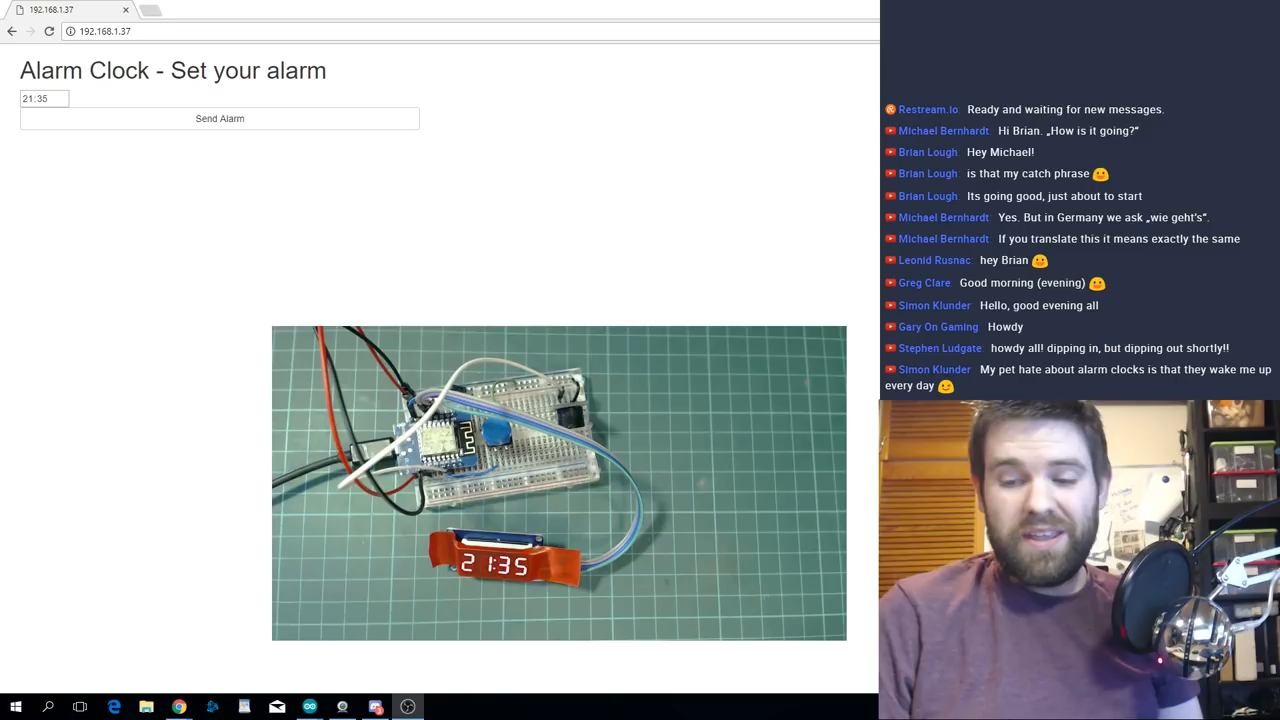 192.168.1.37
192.168.1.37
Alarm Clock - Set your alarm
21:35
Send Alarm
Restream.io Ready and waiting for new messages.
Michael Bernhardt Hi Brian. „How is it going?“
Brian Lough Hey Michael!
Brian Lough is that my catch phrase
Brian Lough Its going good, just about to start
Michael Bernhardt Yes. But in Germany we ask „wie geht's“.
Michael Bernhardt If you translate this it means exactly the same
Leonid Rusnac hey Brian
Greg Clare Good morning (evening)
Simon Klunder Hello, good evening all
Gary On Gaming Howdy
Stephen Ludgate howdy all! dipping in, but dipping out shortly!!
Simon Klunder My pet hate about alarm clocks is that they wake me up
every day
21:35